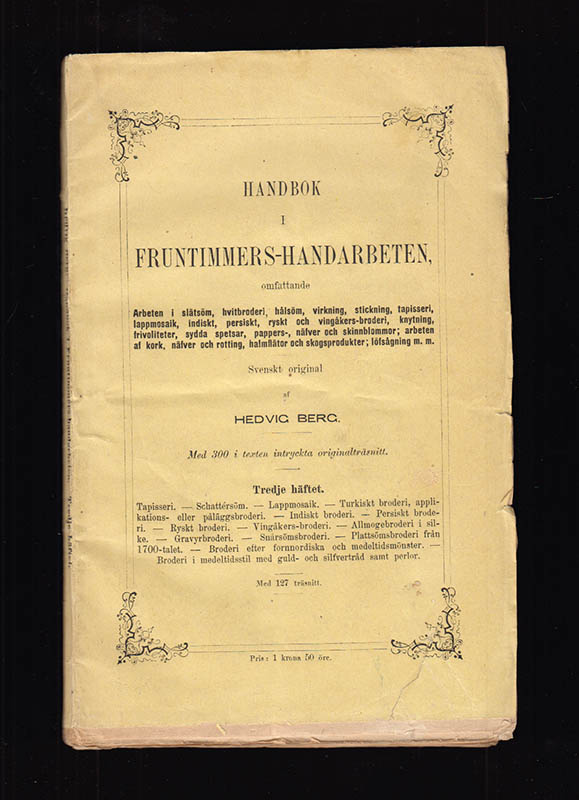 HANDBOK
I
FRUNTIMMERS-HANDARBETEN,
omfattande
Arbeten i slätsöm, hvitbroderi, hålsöm, virkning, stickning, tapisseri,
lappmosaik, indiskt, persiskt, ryskt och vingåkers-broderi, knytning,
frivoliteter, sydda spetsar, pappers-, näfver och skinnblommor; arbeten
af kork, näfver och rotting, halmflätor och skogsprodukter; löfsågning m. m.
Svenskt original
af
HEDVIG BERG.
Med 300 i texten intryckta originalträsnitt.
Tredje häftet.
Tapisseri. — Schattérsöm. — Lappmosaik. — Turkiskt broderi, appli-
kations- eller påläggsbroderi. — Indiskt broderi. — Persiskt brode-
ri. — Ryskt broderi. — Vingåkers-broderi. — Allmogebroderi i sil-
ke. — Gravyrbroderi. — Snärsömsbroderi. — Plattsömsbroderi från
1700-talet. — Broderi efter fornnordiska och medeltidsmönster. —
Broderi i medeltidsstil med guld- och silfvertråd samt perlor.
Med 127 träsnitt.
Pris: 1 krona 50 öre.